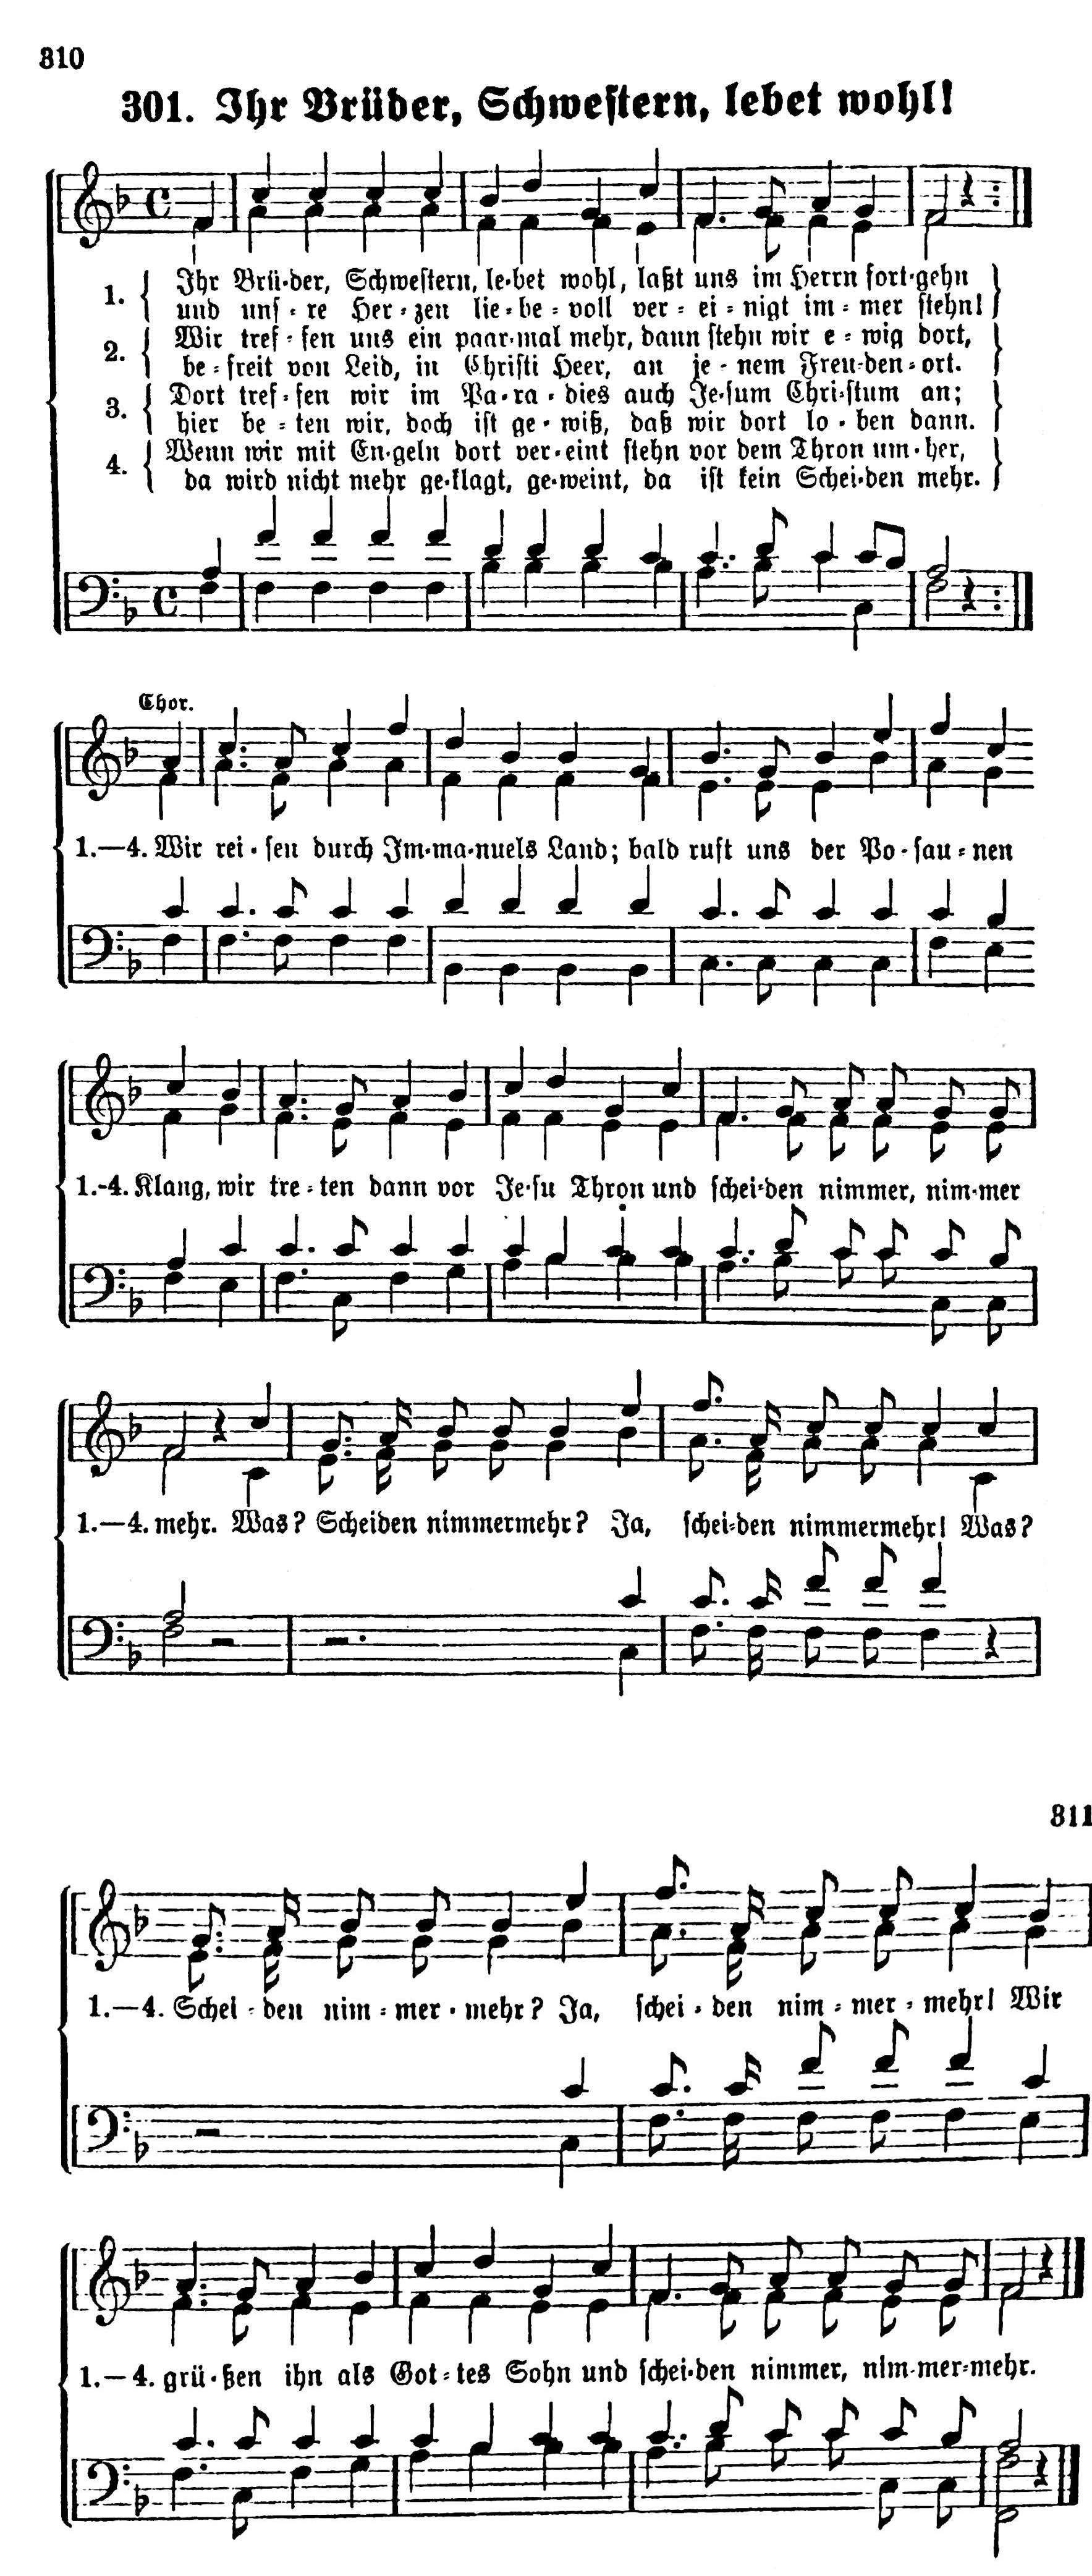 310
301. Ihr Brüder, Schwestern, lebet wohl!
1. Ihr Brü-der, Schwestern, le-bet wohl, laßt uns im Herrn fort-gehn
und uns-re Her-zen lie-be-voll ver-ei-nigt im-mer stehn!
2. Wir tref-fen uns ein paar-mal mehr, dann stehn wir e-wig dort,
be-freit von Leid, in Christi Heer, an je-nem Freu-den-ort.
3. Dort tref-fen wir im Pa-ra-dies auch Je-sum Chri-stum an;
hier be-ten wir, doch ist ge-wiß, daß wir dort lo-ben dann.
4. Wenn wir mit En-geln dort ver-eint stehn vor dem Thron um-her,
da wird nicht mehr ge-klagt, ge-weint, da ist kein Schei-den mehr.
Chor.
1.—4. Wir rei-sen durch Im-ma-nuels Land; bald ruft uns der Po-sau-nen
1.-4. Klang, wir tre-ten dann vor Je-su Thron und schei-den nimmer, nim-mer
1.—4. mehr. Was? Scheiden nimmermehr? Ja, schei-den nimmermehr! Was?
311
1.—4. Schei-den nim-mer-mehr? Ja, schei-den nim-mer-mehr! Wir
1.—4. grü-ßen ihn als Got-tes Sohn und schei-den nimmer, nim-mer-mehr.